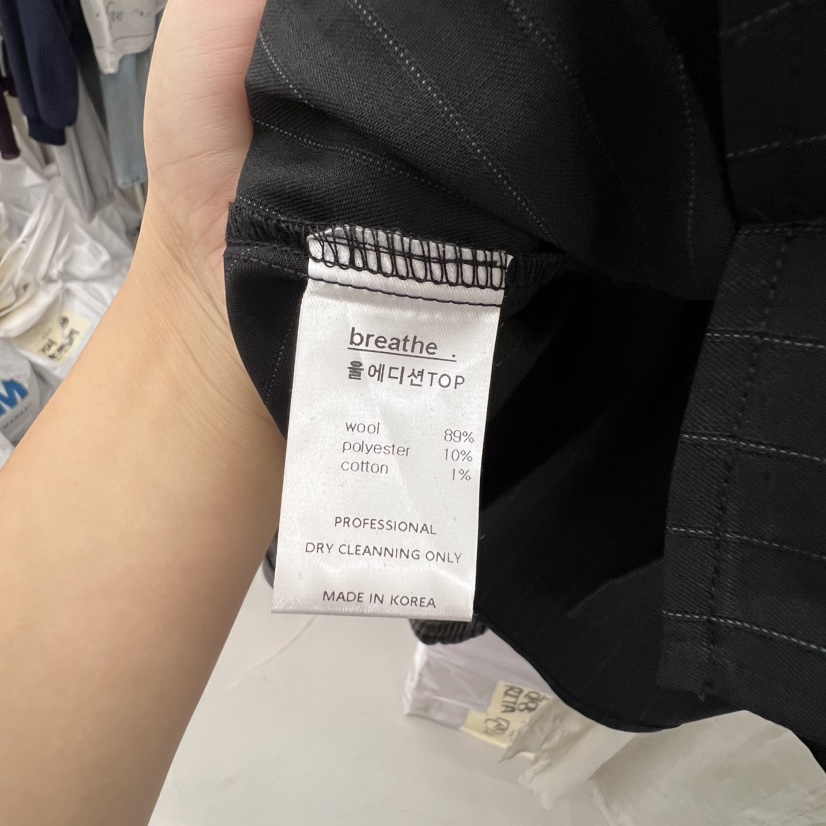 breathe .
울에디션TOP
wool 89%
polyester 10%
cotton 1%
PROFESSIONAL
DRY CLEANNING ONLY
MADE IN KOREA
RITA